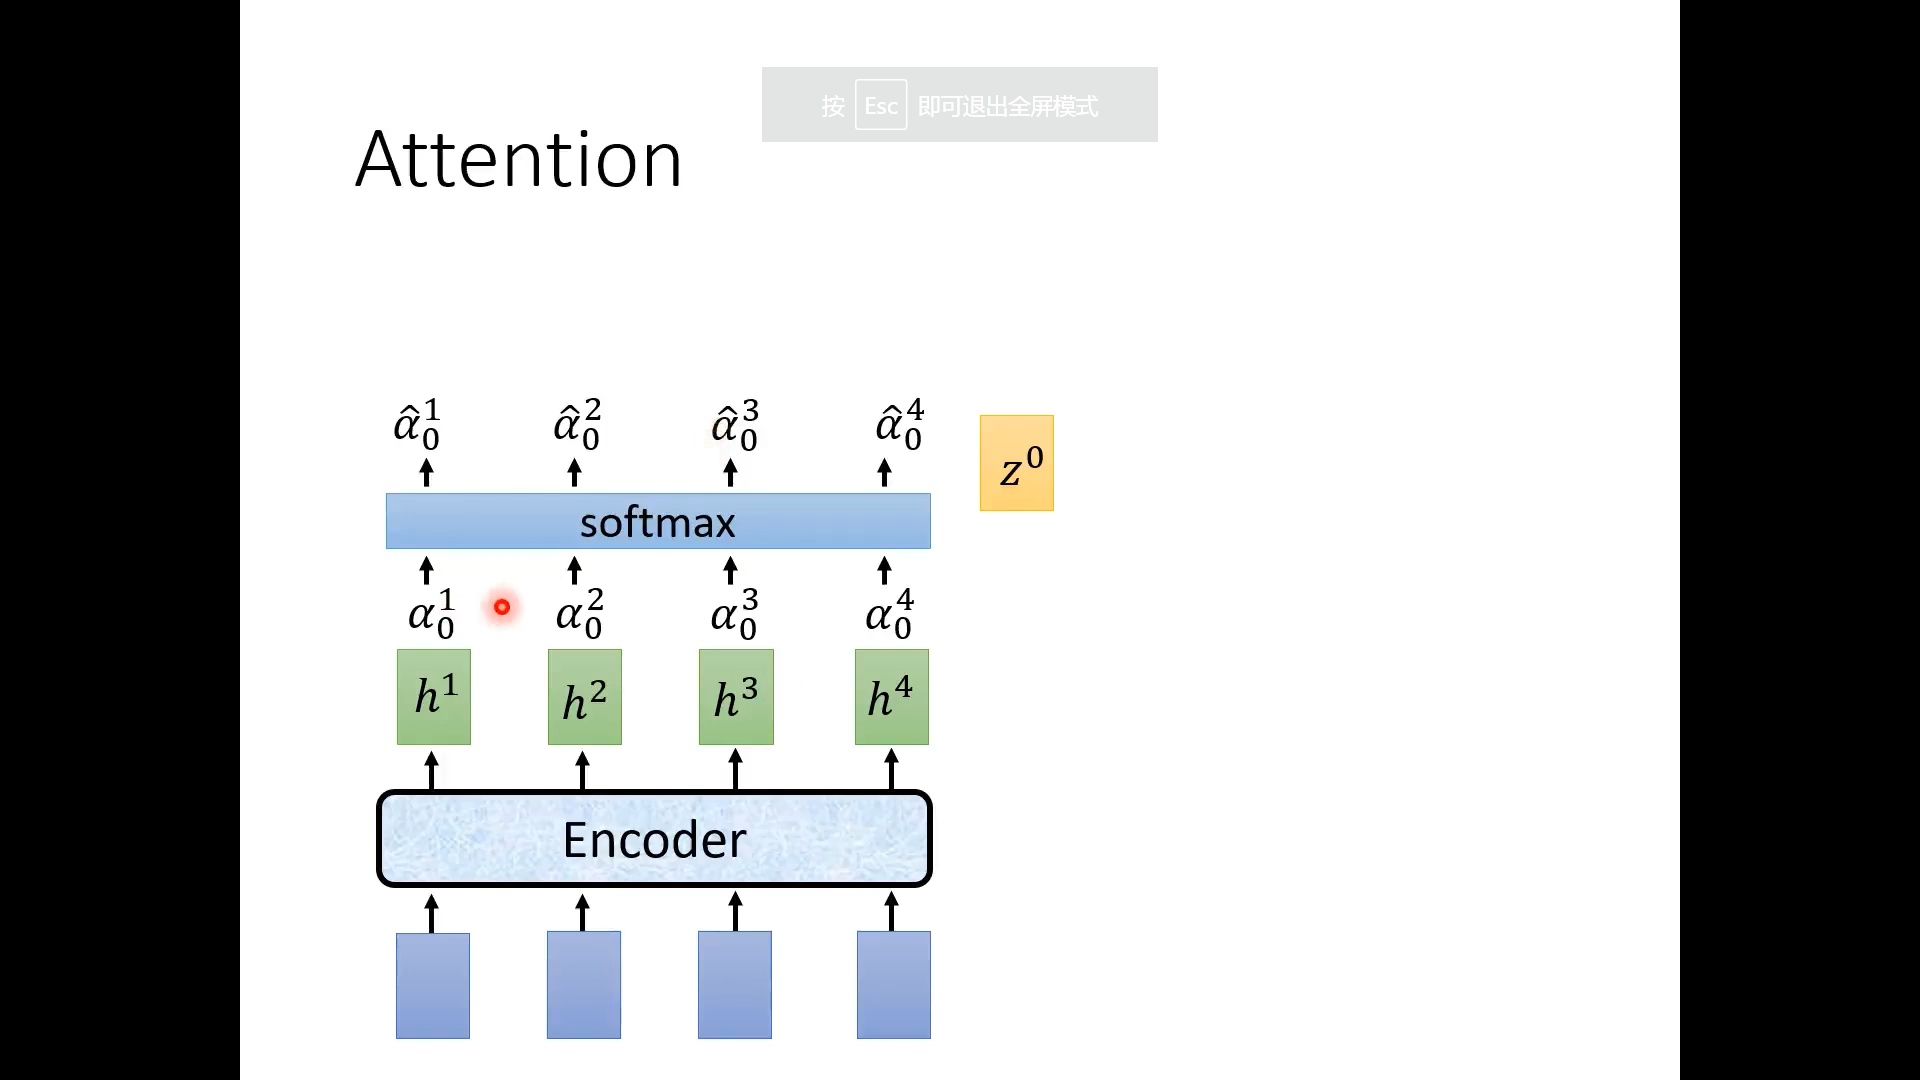 按 Esc 即可退出全屏模式
Attention
α̂₀¹ α̂₀² α̂₀³ α̂₀⁴
z⁰
softmax
α₀¹ α₀² α₀³ α₀⁴
h¹ h² h³ h⁴
Encoder